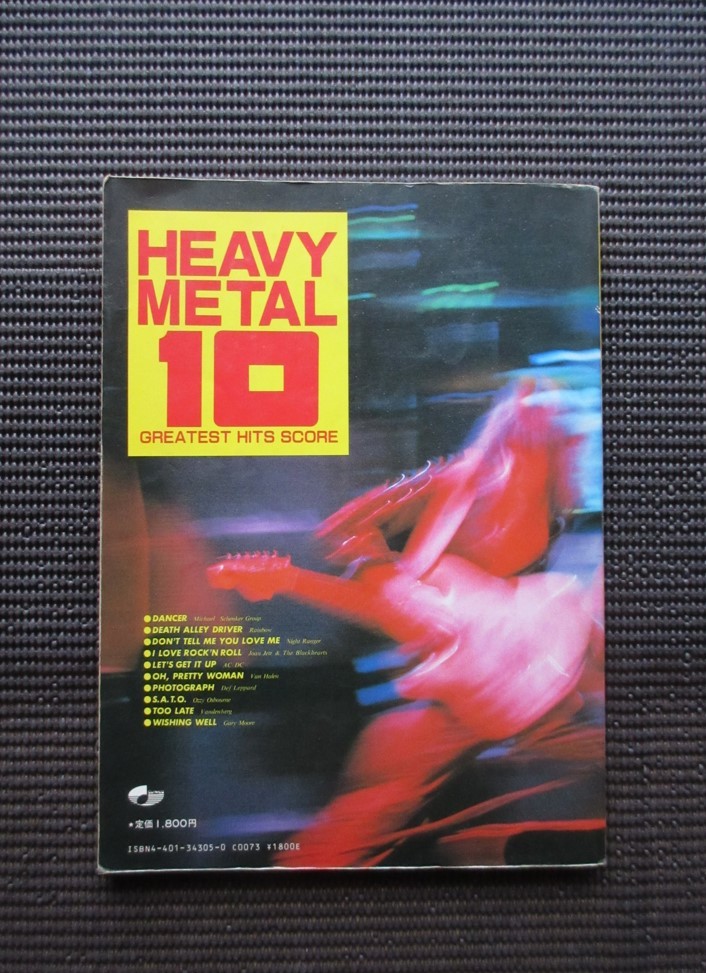 HEAVY
METAL
10
GREATEST HITS SCORE
●DANCER Michael Schenker Group
●DEATH ALLEY DRIVER Rainbow
●DON'T TELL ME YOU LOVE ME Night Ranger
●I LOVE ROCK'N ROLL Joan Jett & The Blackhearts
●LET'S GET IT UP AC DC
●OH, PRETTY WOMAN Van Halen
●PHOTOGRAPH Def Leppard
●S.A.T.O. Ozzy Osbourne
●TOO LATE Vandenberg
●WISHING WELL Gary Moore
★定価1,800円
ISBN4-401-34305-0 C0073 ¥1800E